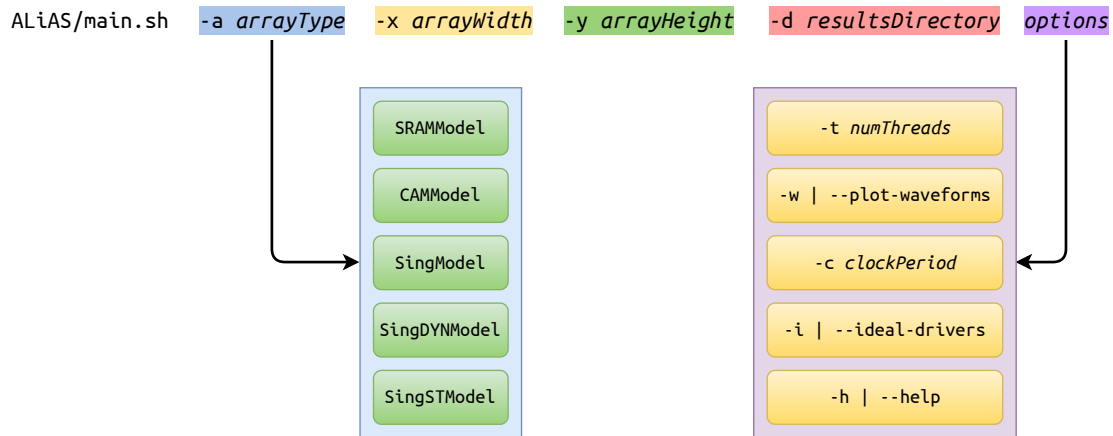 ALiAS/main.sh -a arrayType -x arrayWidth -y arrayHeight -d resultsDirectory options
SRAMModel
CAMModel
SingModel
SingDYNModel
SingSTModel
-t numThreads
-w | --plot-waveforms
-c clockPeriod
-i | --ideal-drivers
-h | --help